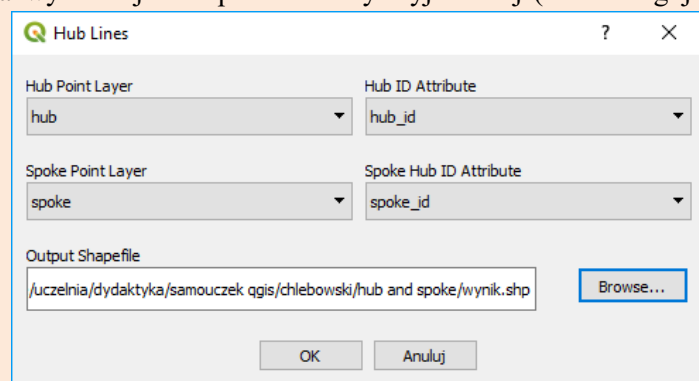 Hub Lines
Hub Point Layer Hub ID Attribute
hub hub_id
Spoke Point Layer Spoke Hub ID Attribute
spoke spoke_id
Output Shapefile
/uczelnia/dydaktyka/samouczek qgis/chlebowski/hub and spoke/wynik.shp Browse...
OK Anuluj